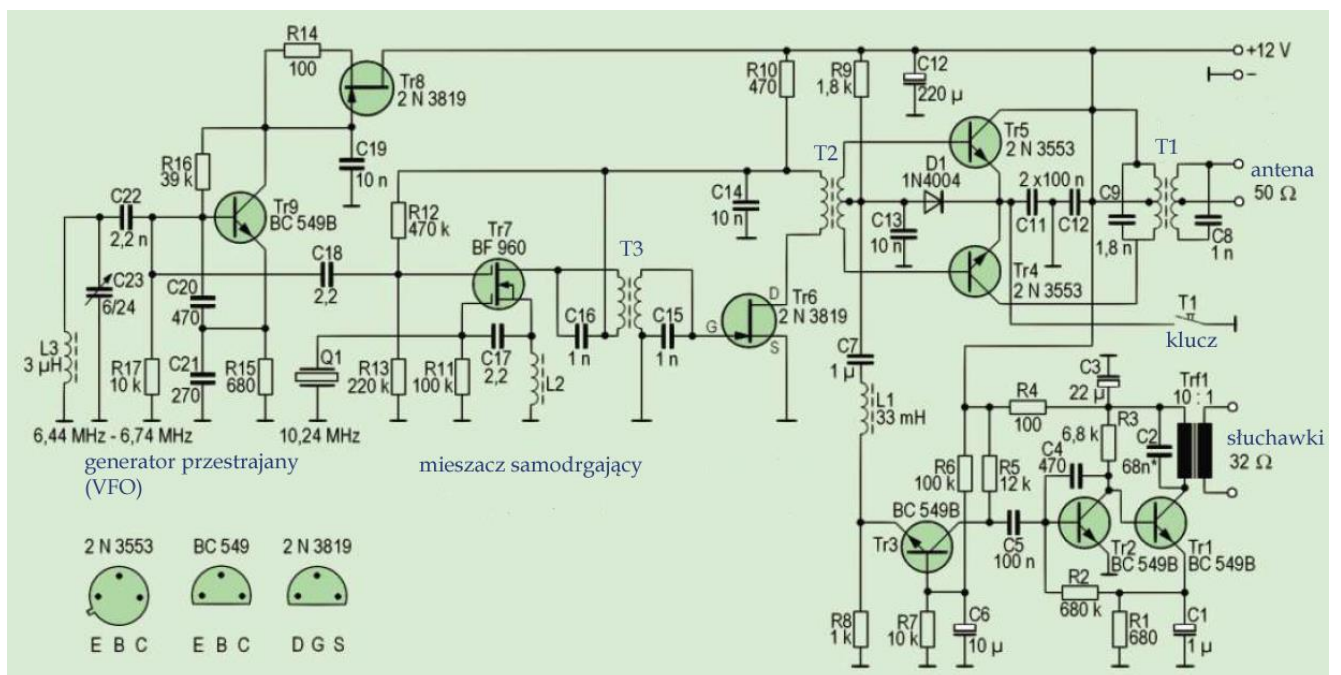 R14
100
Tr8
2 N 3819
C19
10 n
R16
39 k
C22
2,2 n
Tr9
BC 549B
C23
6/24
L3
3 µH
C20
470
R17
10 k
C21
270
R15
680
C18
2,2
R12
470 k
Tr7
BF 960
Q1
R13
220 k
R11
100 k
C17
2,2
L2
C16
1 n
T3
C15
1 n
6,44 MHz - 6,74 MHz
10,24 MHz
generator przestrajany
(VFO)
mieszacz samodrgający
R10
470
R9
1,8 k
C12
220 µ
+12 V
-
C14
10 n
T2
G
D
S
Tr6
2 N 3819
C13
10 n
D1
1N4004
Tr5
2 N 3553
2 x100 n
C11
C12
Tr4
2 N 3553
C9
1,8 n
T1
C8
1 n
antena
50 Ω
T1
klucz
C7
1 µ
L1
33 mH
R4
100
C3
22 µ
Trf1
10 : 1
R3
6,8 k
C2
68n*
słuchawki
32 Ω
R6
100 k
R5
12 k
C4
470
BC 549B
Tr3
C5
100 n
Tr2
BC 549B
Tr1
BC 549B
R2
680 k
R8
1 k
R7
10 k
C6
10 µ
R1
680
C1
1 µ
2 N 3553
BC 549
2 N 3819
E B C
E B C
D G S